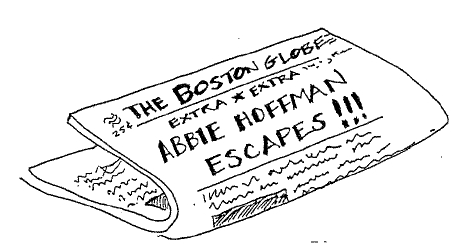 THE BOSTON GLOBE
25¢ EXTRA ★ EXTRA
ABBIE HOFFMAN
ESCAPES !!!